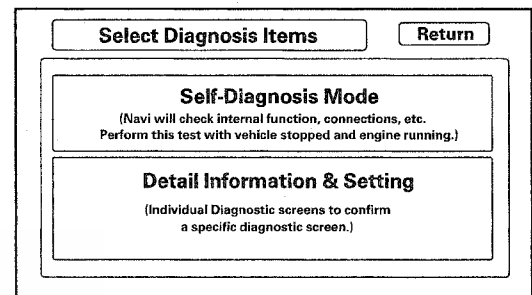 Select Diagnosis Items
Return
Self-Diagnosis Mode
(Navi will check internal function, connections, etc.
Perform this test with vehicle stopped and engine running.)
Detail Information & Setting
(Individual Diagnostic screens to confirm
a specific diagnostic screen.)